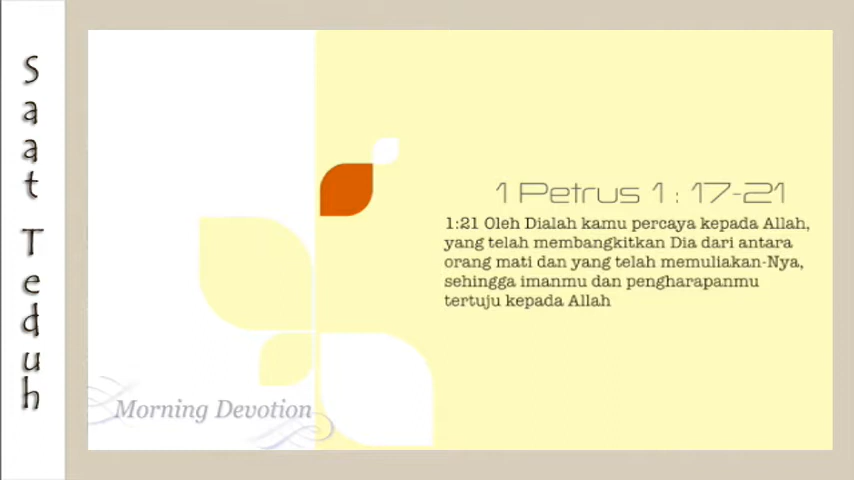 Saat Teduh
1 Petrus 1 : 17-21
1:21 Oleh Dialah kamu percaya kepada Allah,
yang telah membangkitkan Dia dari antara
orang mati dan yang telah memuliakan-Nya,
sehingga imanmu dan pengharapanmu
tertuju kepada Allah
Morning Devotion